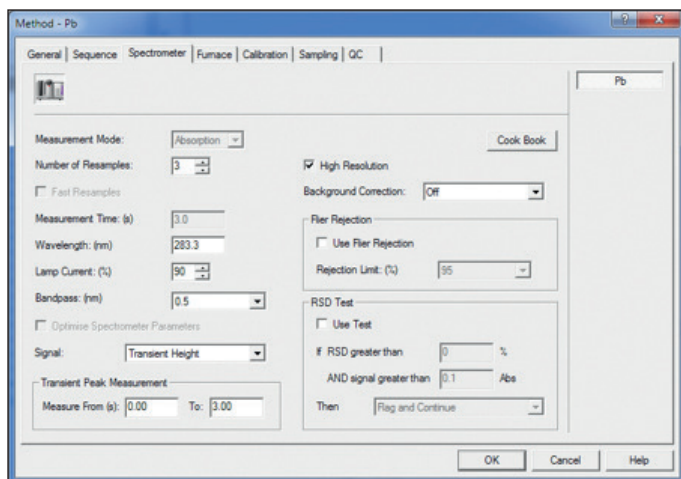 Method - Pb
General Sequence Spectrometer Furnace Calibration Sampling QC
Pb
Measurement Mode: Absorption Cook Book
Number of Resamples: 3 High Resolution
Fast Resamples Background Correction: Off
Measurement Time: (s) 3.0 Flier Rejection
Wavelength: (nm) 283.3 Use Flier Rejection
Lamp Current: (%) 90 Rejection Limit: (%) 95
Bandpass: (nm) 0.5 RSD Test
Optimise Spectrometer Parameters Use Test
Signal: Transient Height If RSD greater than 0 %
Transient Peak Measurement AND signal greater than 0.1 Abs
Measure From (s): 0.00 To: 3.00 Then Flag and Continue
OK Cancel Help